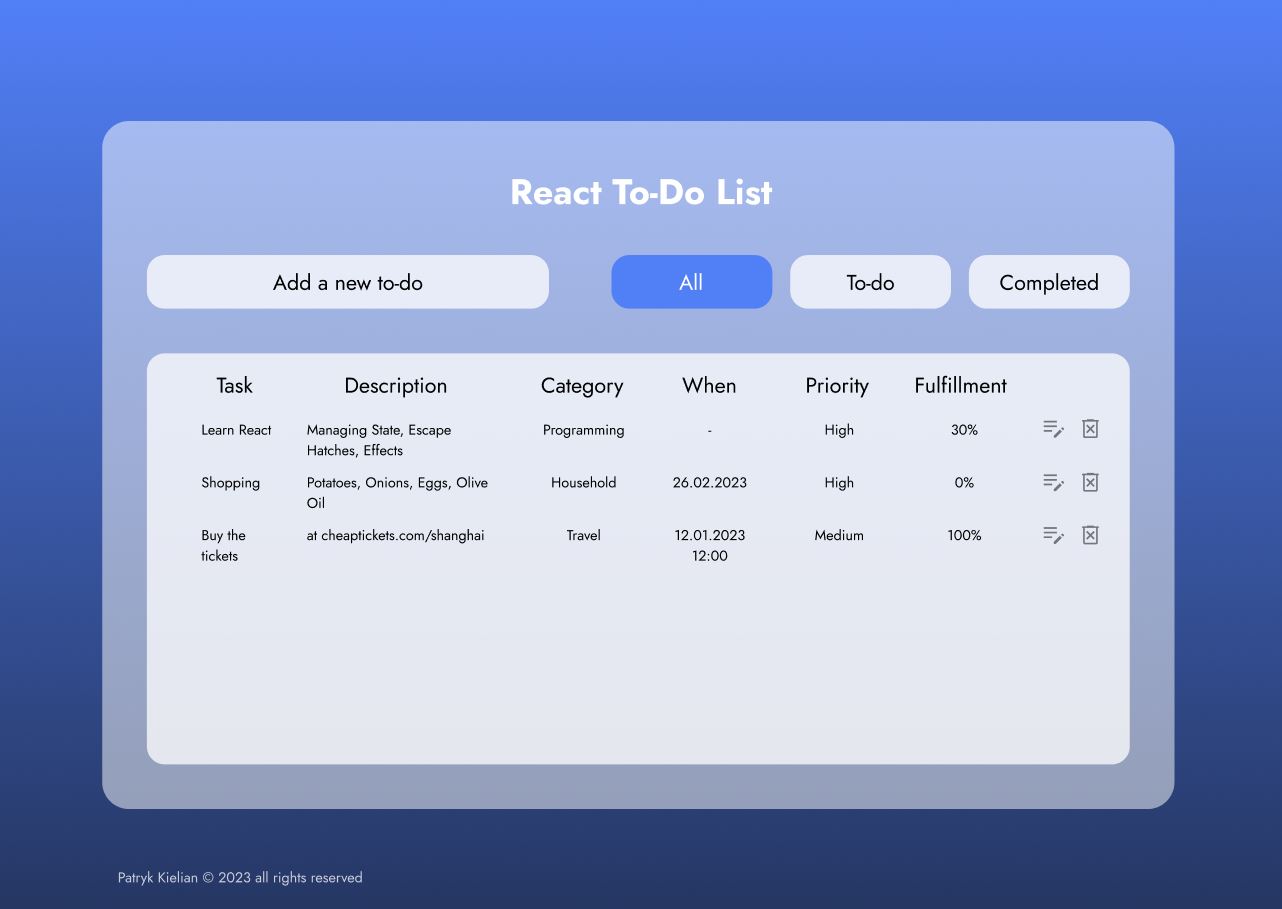 React To-Do List
Add a new to-do All To-do Completed
Task Description Category When Priority Fulfillment
Learn React Managing State, Escape Programming - High 30%
Hatches, Effects
Shopping Potatoes, Onions, Eggs, Olive Household 26.02.2023 High 0%
Oil
Buy the at cheaptickets.com/shanghai Travel 12.01.2023 Medium 100%
tickets 12:00
Patryk Kielian © 2023 all rights reserved